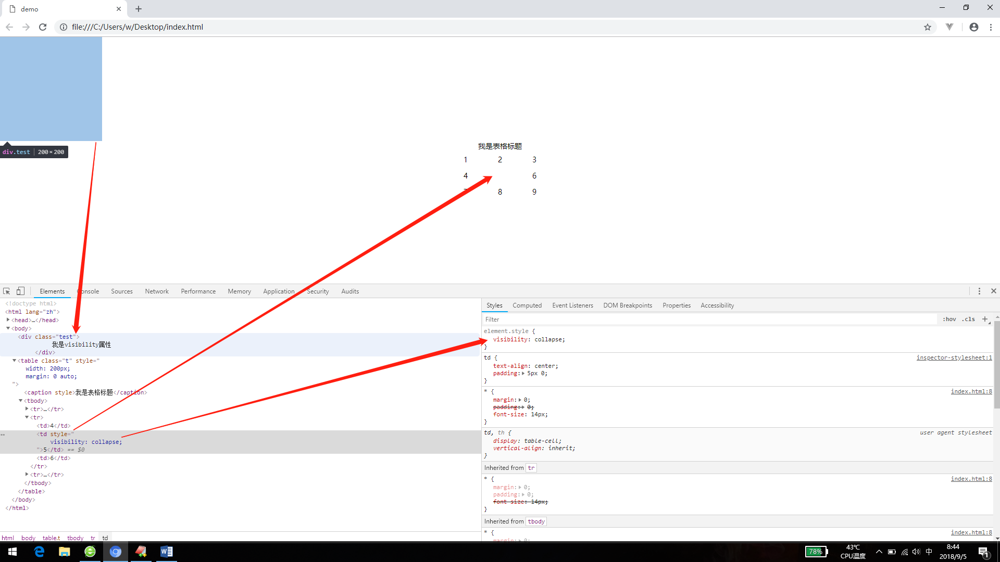 demo
file:///C:/Users/w/Desktop/index.html
div.test 200×200
我是表格标题
1 2 3
4 6
8 9
Elements Console Sources Network Performance Memory Application Security Audits
<!doctype html>
<html lang="zh">
<head>…</head>
<body>
<div class="test">
我是visibility属性
</div>
<table class="t" style="
width: 200px;
margin: 0 auto;
">
<caption style>我是表格标题</caption>
<tbody>
<tr>…</tr>
<tr>
<td>4</td>
<td style="
visibility: collapse;
">5</td> == $0
<td>6</td>
</tr>
<tr>…</tr>
</tbody>
</table>
</body>
</html>
html body table.t tbody tr td
Styles Computed Event Listeners DOM Breakpoints Properties Accessibility
Filter :hov .cls
element.style {
visibility: collapse;
}
td { inspector-stylesheet:1
text-align: center;
padding: 5px 0;
}
* { index.html:8
margin: 0;
padding: 0;
font-size: 14px;
}
td, th { user agent stylesheet
display: table-cell;
vertical-align: inherit;
}
Inherited from tr
* { index.html:8
margin: 0;
padding: 0;
font-size: 14px;
}
Inherited from tbody
* { index.html:8
margin: 0;
78% 43℃ CPU温度 中 8:44 2018/9/5 1